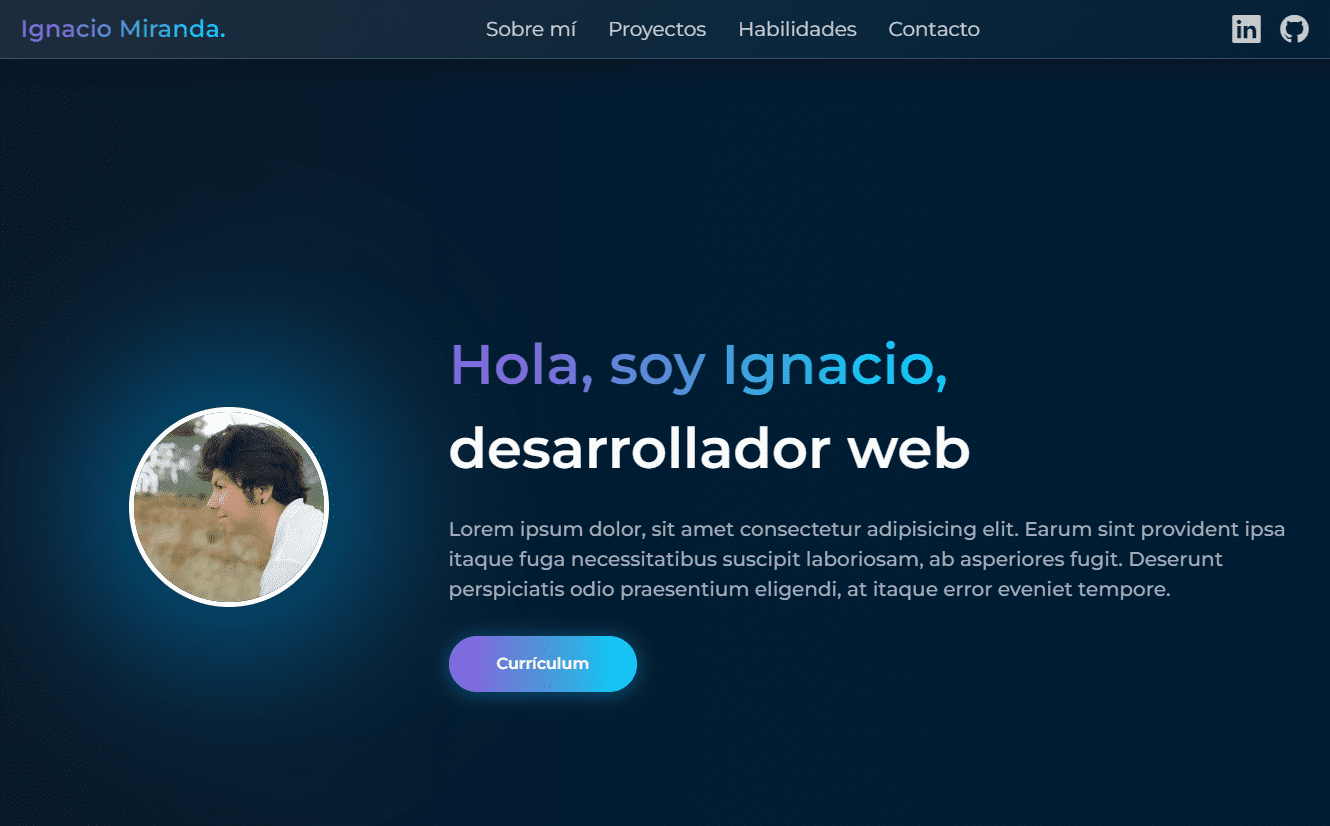 Ignacio Miranda.
Sobre mí Proyectos Habilidades Contacto
in
Hola, soy Ignacio,
desarrollador web
Lorem ipsum dolor, sit amet consectetur adipisicing elit. Earum sint provident ipsa
itaque fuga necessitatibus suscipit laboriosam, ab asperiores fugit. Deserunt
perspiciatis odio praesentium eligendi, at itaque error eveniet tempore.
Currículum